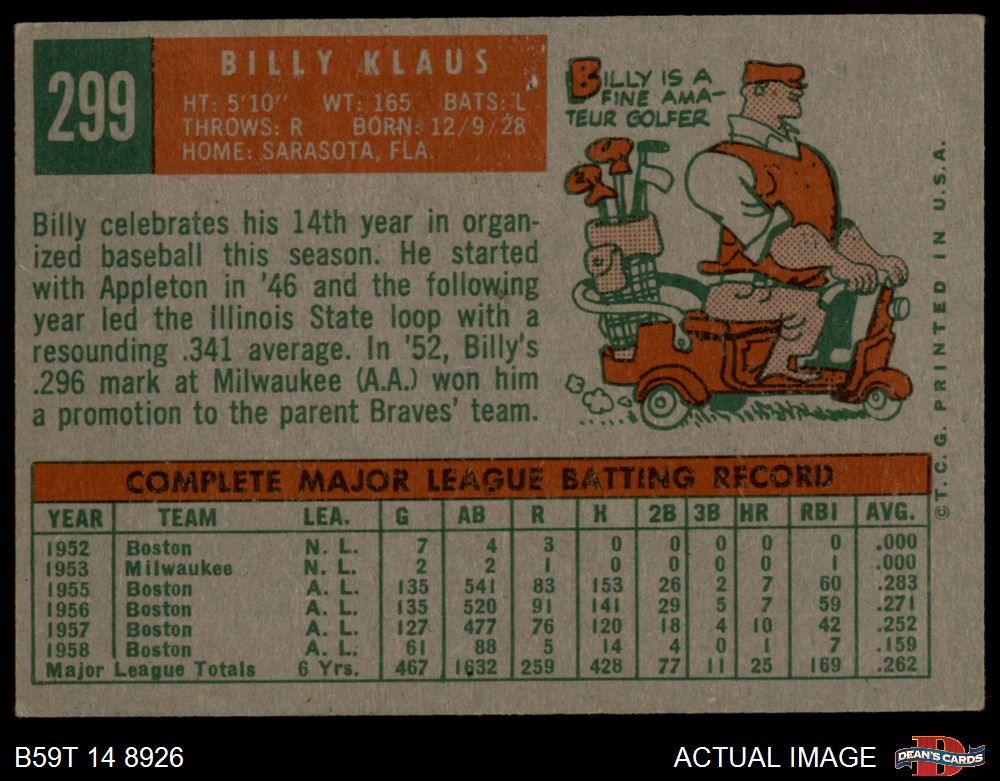 299
BILLY KLAUS
HT: 5'10" WT: 165 BATS: L
THROWS: R BORN: 12/9/28
HOME: SARASOTA, FLA.
BILLY IS A
FINE AMA-
TEUR GOLFER
Billy celebrates his 14th year in organ-
ized baseball this season. He started
with Appleton in '46 and the following
year led the Illinois State loop with a
resounding .341 average. In '52, Billy's
.296 mark at Milwaukee (A.A.) won him
a promotion to the parent Braves' team.
© T. C. G. PRINTED IN U.S.A.
COMPLETE MAJOR LEAGUE BATTING RECORD
YEAR TEAM LEA. G AB R H 2B 3B HR RBI AVG.
1952 Boston N. L. 7 4 3 0 0 0 0 0 .000
1953 Milwaukee N. L. 2 2 1 0 0 0 0 1 .000
1955 Boston A. L. 135 541 83 153 26 2 7 60 .283
1956 Boston A. L. 135 520 91 141 29 5 7 59 .271
1957 Boston A. L. 127 477 76 120 18 4 10 42 .252
1958 Boston A. L. 61 88 5 14 4 0 1 7 .159
Major League Totals 6 Yrs. 467 1632 259 428 77 11 25 169 .262
B59T 14 8926
ACTUAL IMAGE
D
DEAN'S CARDS